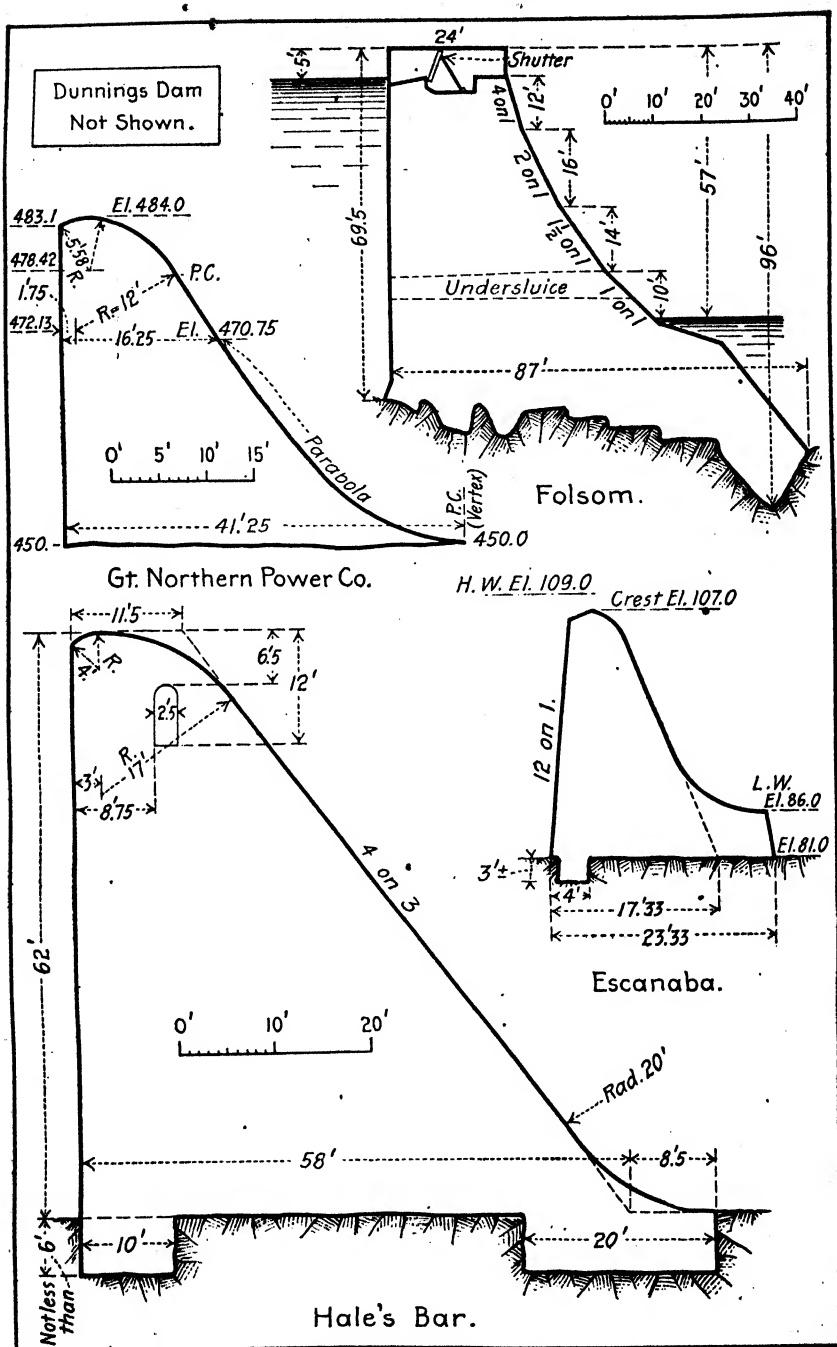 Dunnings Dam
Not Shown.
24'
5'
Shutter
4 on 1
12'
0' 10' 20' 30' 40'
2 on 1
16'
57'
96'
69'.5
1½ on 1
14'
Undersluice
1 on 1
10'
87'
Folsom.
483.1
El. 484.0
5'.58 R.
478.42
P.C.
1'.75
R=12'
472.13
16'.25
El. 470.75
0' 5' 10' 15'
Parabola
P.C.
(Vertex)
41'.25
450.
450.0
Gt. Northern Power Co.
H.W. El. 109.0
Crest El. 107.0
12 on 1.
L.W.
El. 86.0
El. 81.0
3'±
4'
17'.33
23'.33
Escanaba.
11'.5
4' R.
6'.5
12'
2'.5
R.
17'
3'
8'.75
4 on 3
62'
0' 10' 20'
Rad. 20'
58'
8'.5
6'
10'
20'
Not less
than
Hale's Bar.